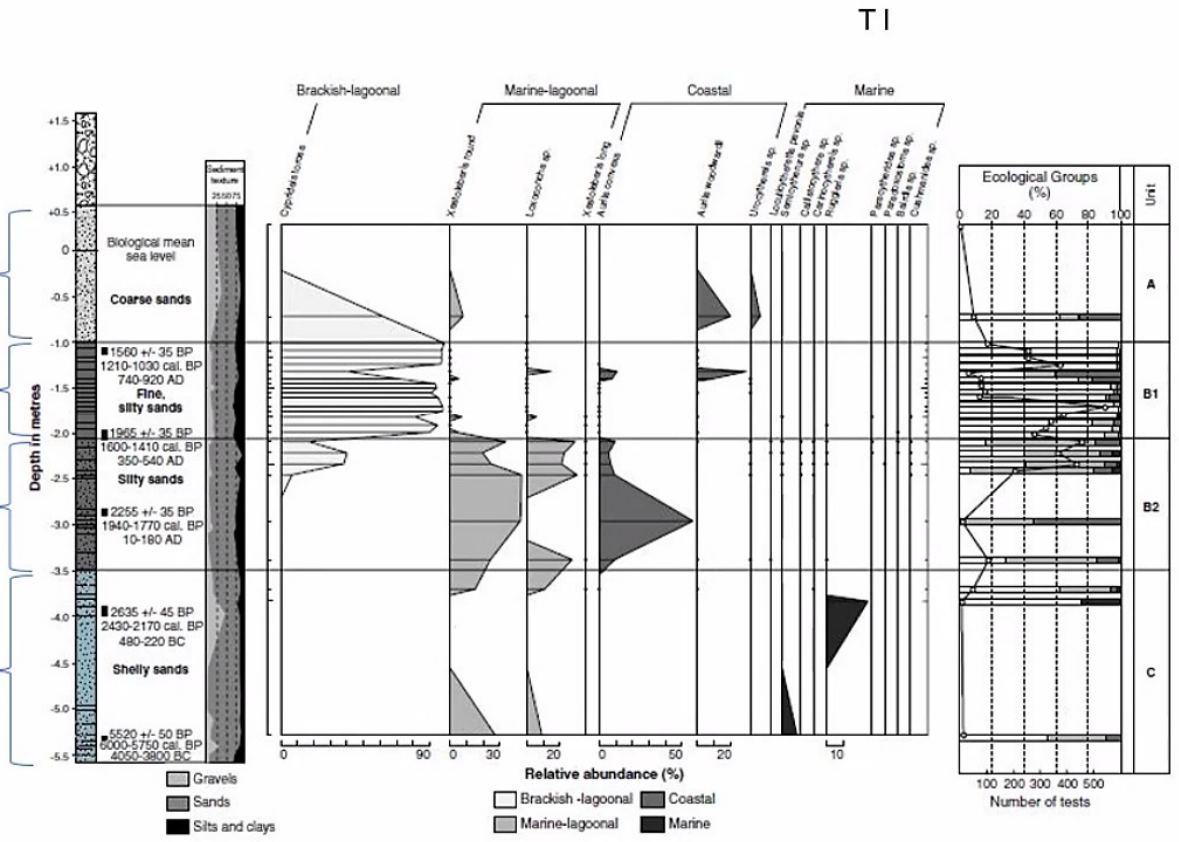 TI
Brackish-lagoonal
Marine-lagoonal
Coastal
Marine
Cyprideis torosa
Xestoleberis round
Loxoconcha sp.
Xestoleberis long
Aurila convexa
Aurila woodwardii
Urocythereis sp.
Semicytherura sp.
Callistocythere sp.
Carinocythereis sp.
Ruggieria sp.
Paracytheridea sp.
Paradoxostoma sp.
Bairdia sp.
Cushmanidea sp.
Sediment
texture
255075
Ecological Groups
(%)
0 20 40 60 80 100
Unit
Depth in metres
+1.5
+1.0
+0.5
0
-0.5
-1.0
-1.5
-2.0
-2.5
-3.0
-3.5
-4.0
-4.5
-5.0
-5.5
Biological mean
sea level
Coarse sands
1560 +/- 35 BP
1210-1030 cal. BP
740-920 AD
Fine,
silty sands
1965 +/- 35 BP
1600-1410 cal. BP
350-540 AD
Silty sands
2255 +/- 35 BP
1940-1770 cal. BP
10-180 AD
2635 +/- 45 BP
2430-2170 cal. BP
480-220 BC
Shelly sands
5520 +/- 50 BP
6000-5750 cal. BP
4050-3800 BC
A
B1
B2
C
0 90 0 30 20 0 50 20 10
Relative abundance (%)
100 200 300 400 500
Number of tests
Gravels
Sands
Silts and clays
Brackish -lagoonal
Marine-lagoonal
Coastal
Marine